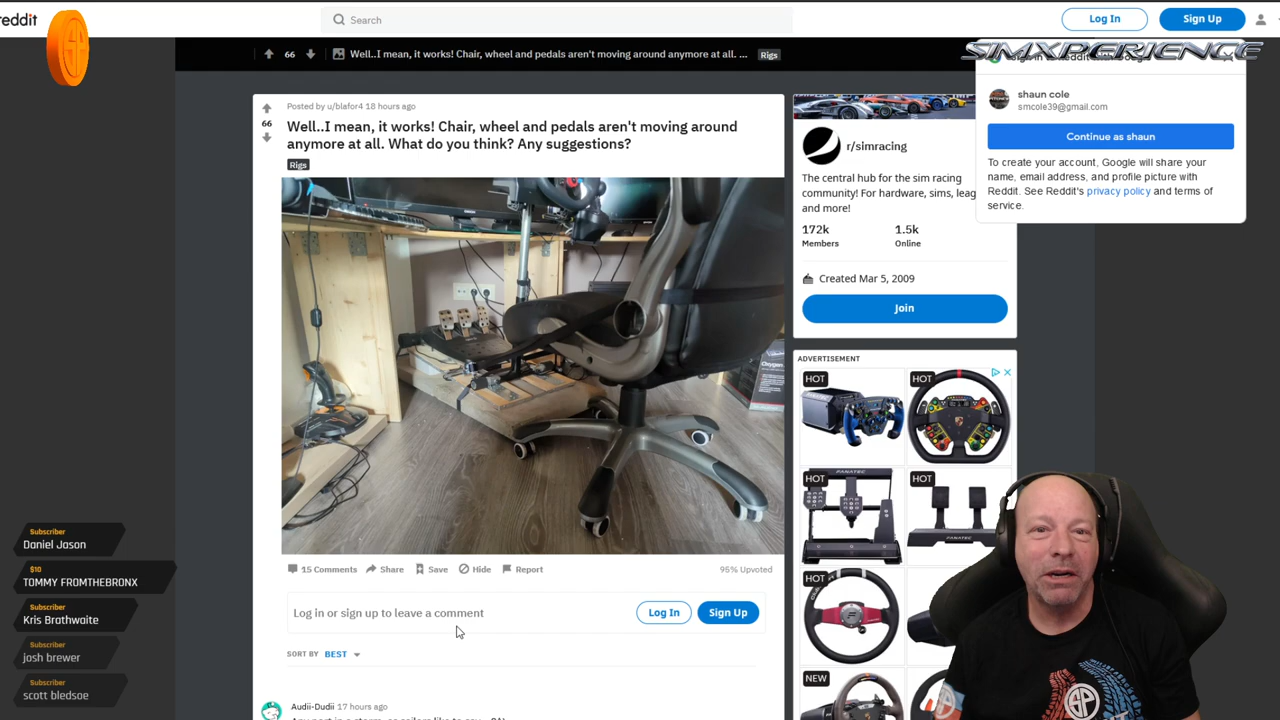 reddit
Search
Log In
Sign Up
66
Well..I mean, it works! Chair, wheel and pedals aren't moving around anymore at all. ...
Rigs
SIMXPERIENCE
shaun cole
smcole39@gmail.com
Continue as shaun
To create your account, Google will share your
name, email address, and profile picture with
Reddit. See Reddit's privacy policy and terms of
service.
Posted by u/blafor4 18 hours ago
66
Well..I mean, it works! Chair, wheel and pedals aren't moving around
anymore at all. What do you think? Any suggestions?
Rigs
r/simracing
The central hub for the sim racing
community! For hardware, sims, leag
and more!
172k
Members
1.5k
Online
Created Mar 5, 2009
Join
ADVERTISEMENT
HOT
HOT
HOT
HOT
HOT
NEW
FANATEC
FANATEC
15 Comments
Share
Save
Hide
Report
95% Upvoted
Log in or sign up to leave a comment
Log In
Sign Up
SORT BY BEST
Audii-Dudii 17 hours ago
Subscriber
Daniel Jason
$10
TOMMY FROMTHEBRONX
Subscriber
Kris Brathwaite
Subscriber
josh brewer
Subscriber
scott bledsoe